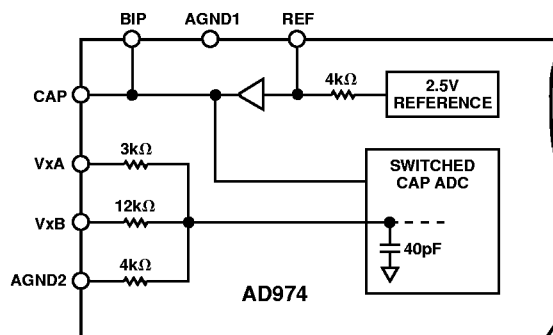 BIP AGND1 REF
CAP
4kΩ
2.5V
REFERENCE
VxA
3kΩ
SWITCHED
CAP ADC
VxB
12kΩ
40pF
AGND2
4kΩ
AD974